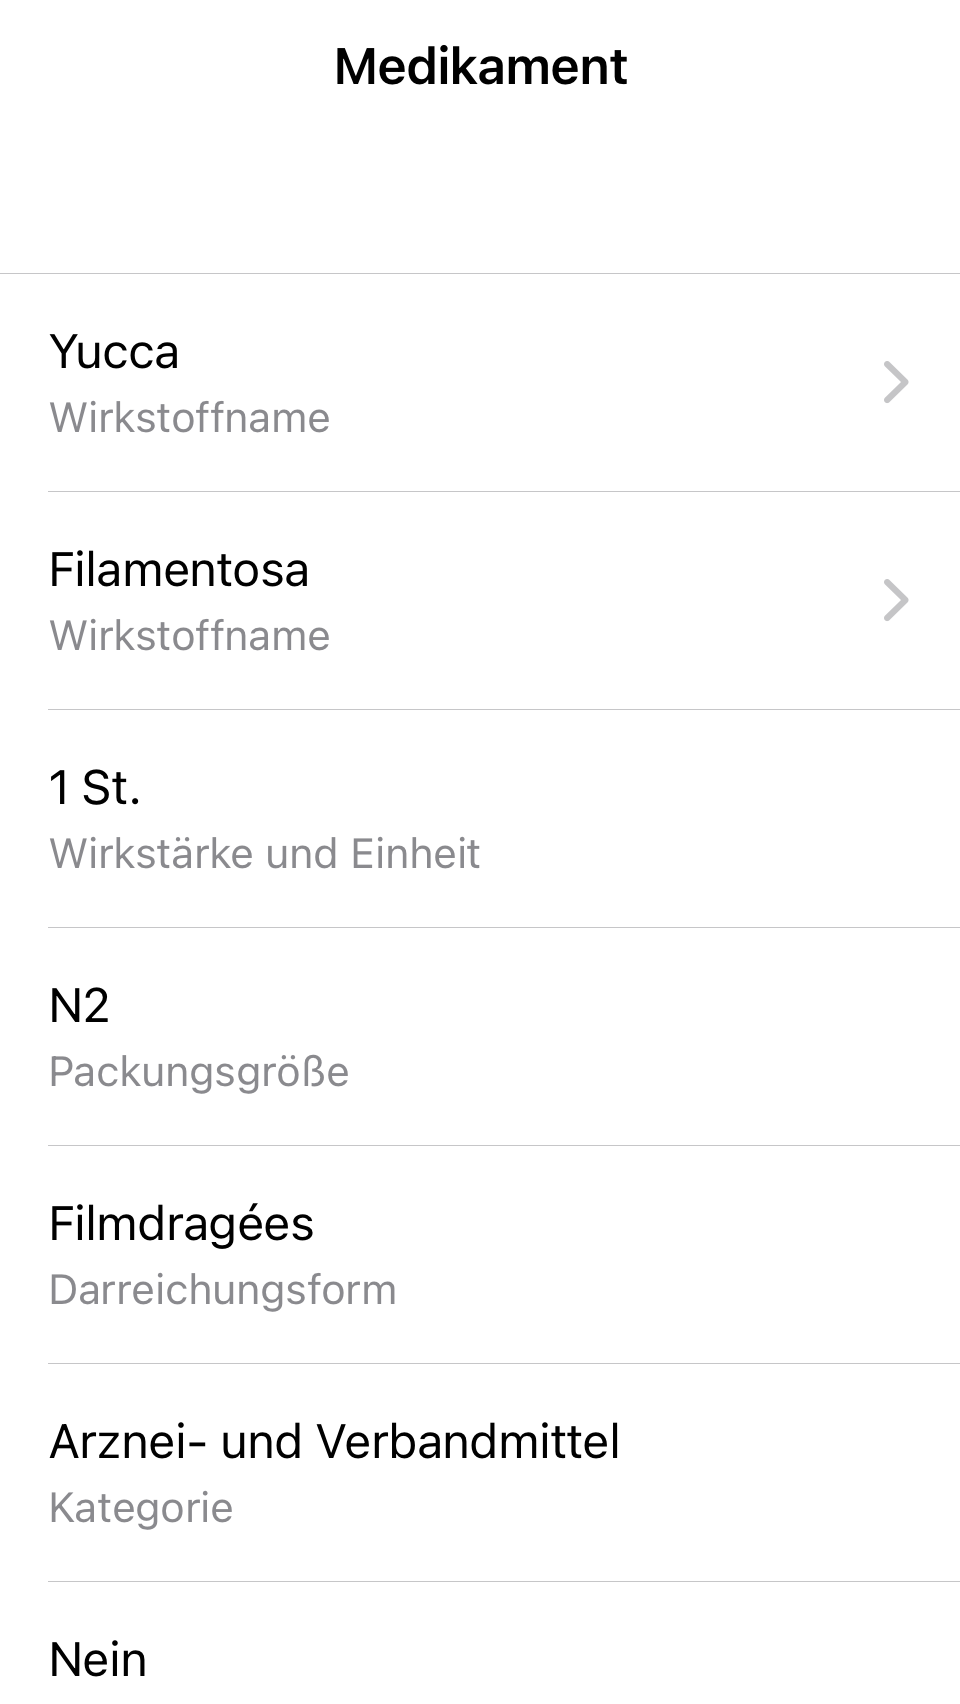 Medikament
Yucca
Wirkstoffname
Filamentosa
Wirkstoffname
1 St.
Wirkstärke und Einheit
N2
Packungsgröße
Filmdragées
Darreichungsform
Arznei- und Verbandmittel
Kategorie
Nein